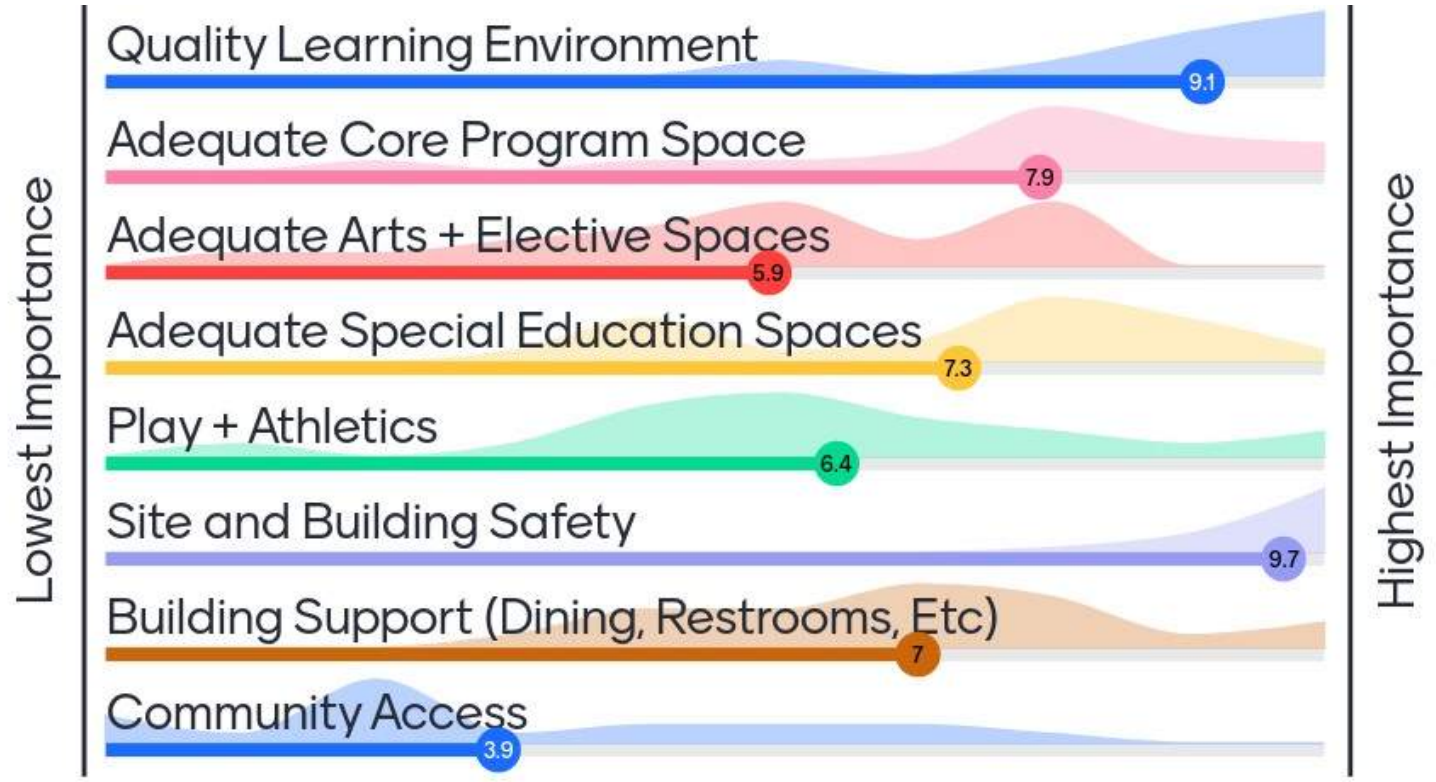 Lowest Importance
Quality Learning Environment
9.1
Adequate Core Program Space
7.9
Adequate Arts + Elective Spaces
5.9
Adequate Special Education Spaces
7.3
Play + Athletics
6.4
Site and Building Safety
9.7
Building Support (Dining, Restrooms, Etc)
7
Community Access
3.9
Highest Importance